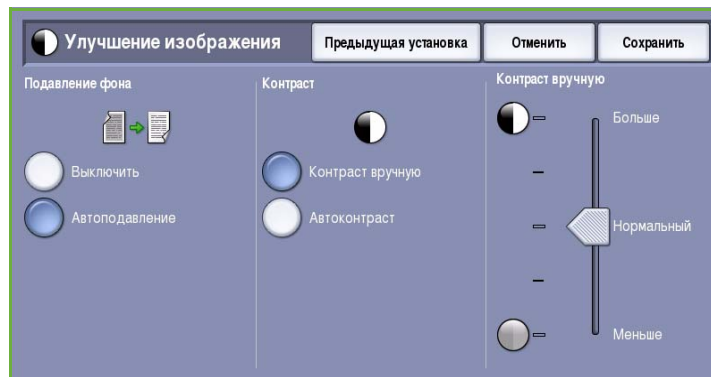 Улучшение изображения
Предыдущая установка
Отменить
Сохранить
Подавление фона
Выключить
Автоподавление
Контраст
Контраст вручную
Автоконтраст
Контраст вручную
Больше
Нормальный
Меньше